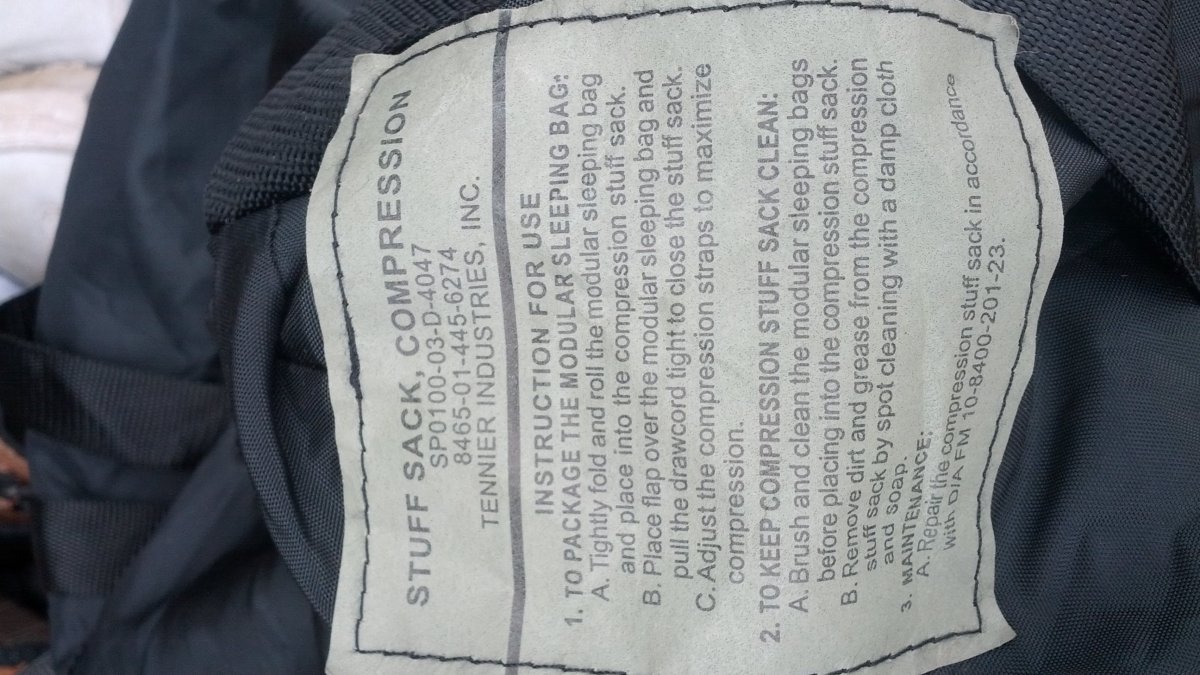 STUFF SACK, COMPRESSION
SP0100-03-D-4047
8465-01-445-6274
TENNIER INDUSTRIES, INC.
INSTRUCTION FOR USE
1. TO PACKAGE THE MODULAR SLEEPING BAG:
A. Tightly fold and roll the modular sleeping bag
and place into the compression stuff sack.
B. Place flap over the modular sleeping bag and
pull the drawcord tight to close the stuff sack.
C. Adjust the compression straps to maximize
compression.
2. TO KEEP COMPRESSION STUFF SACK CLEAN:
A. Brush and clean the modular sleeping bags
before placing into the compression stuff sack.
B. Remove dirt and grease from the compression
stuff sack by spot cleaning with a damp cloth
and soap.
3. MAINTENANCE:
A. Repair the compression stuff sack in accordance
with D/A FM 10-8400-201-23.